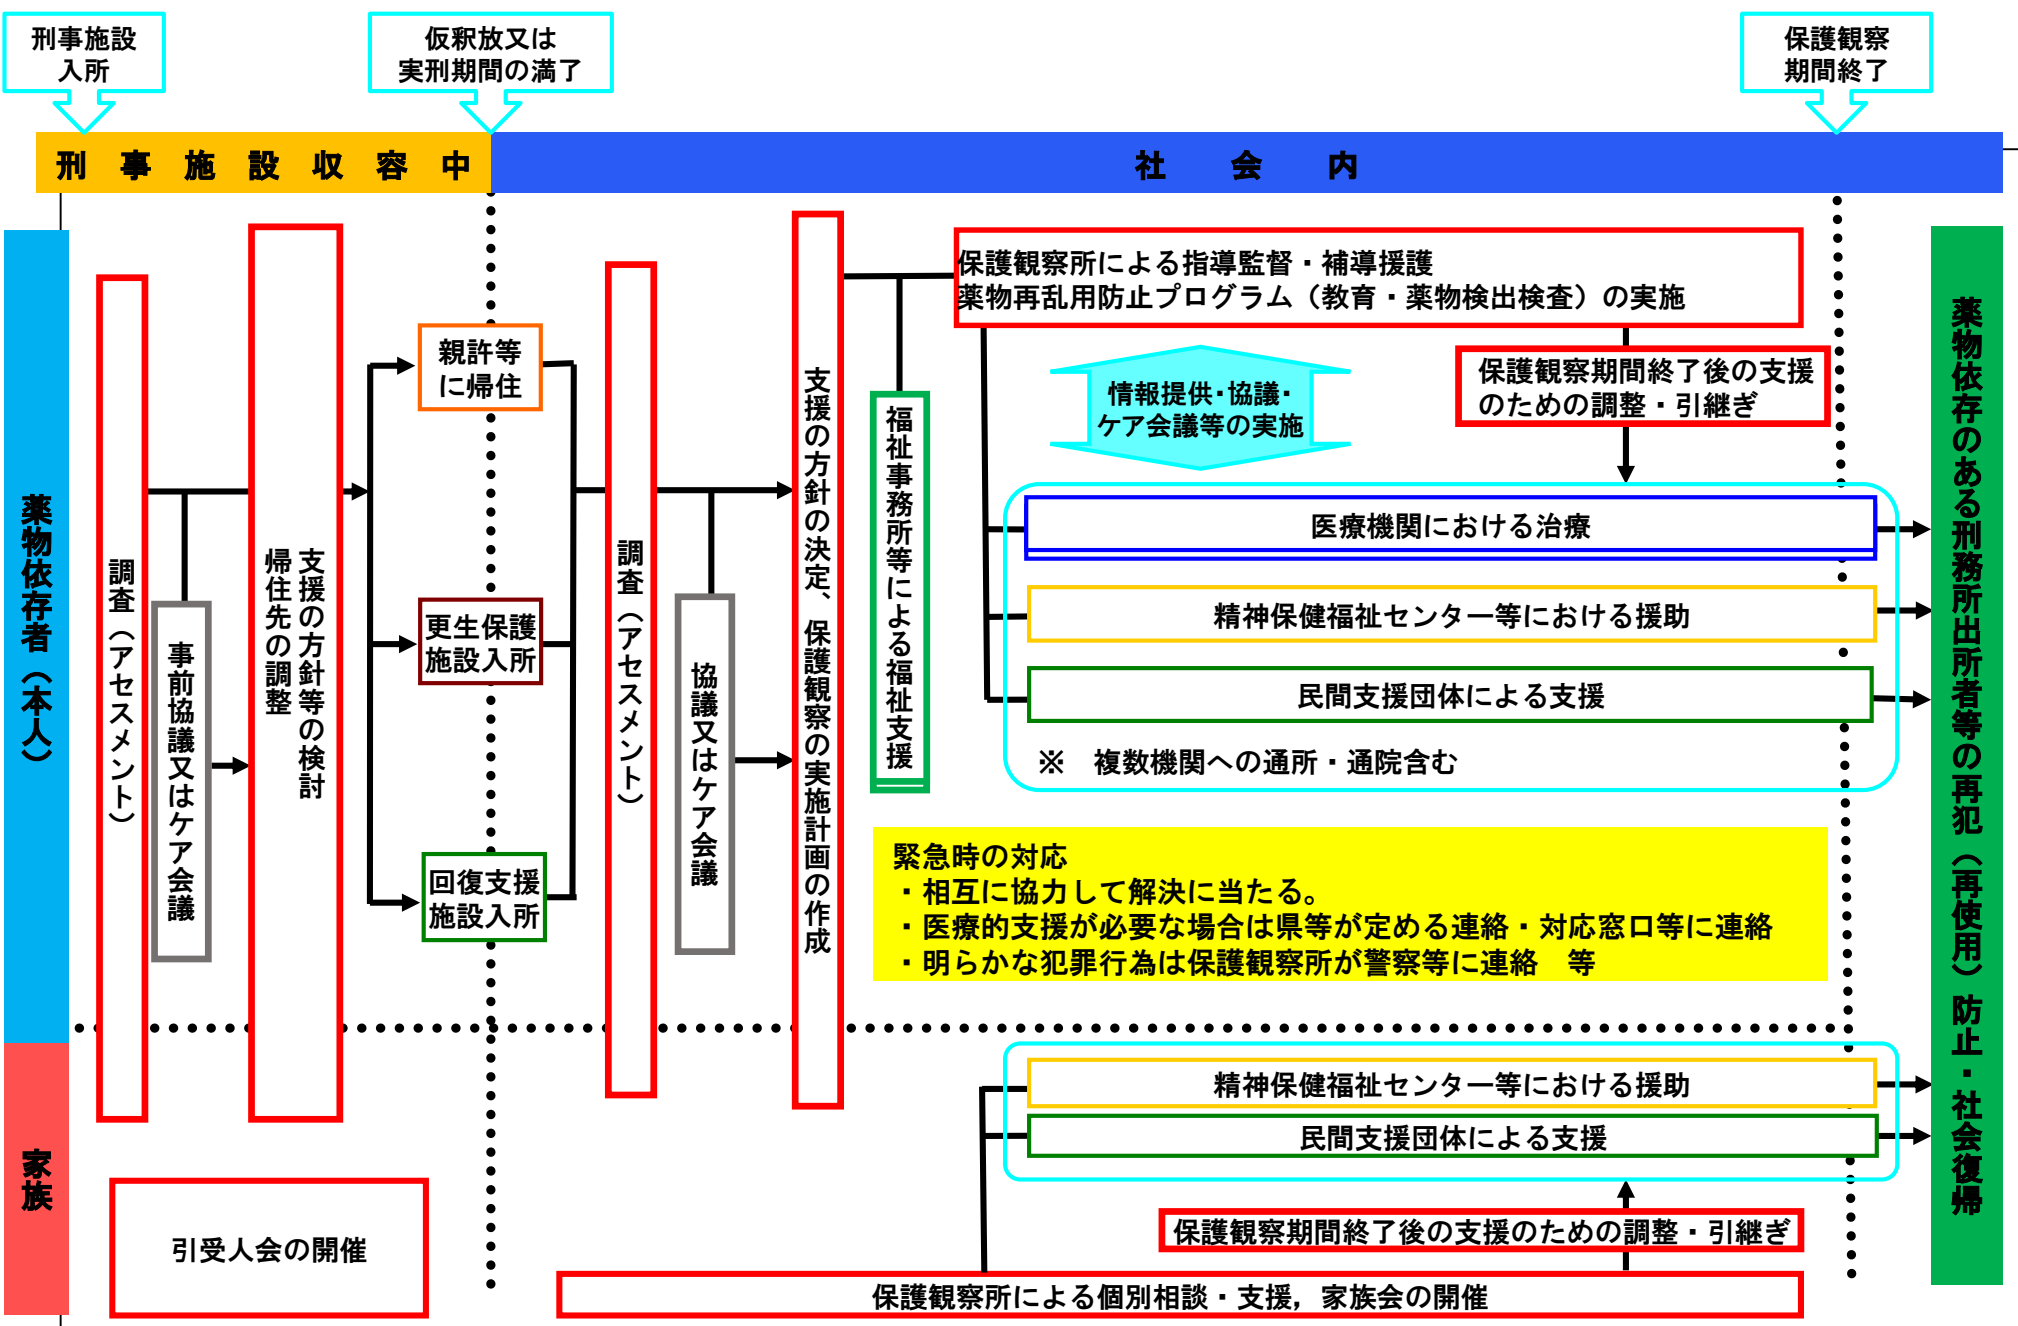 刑事施設
入所
仮釈放又は
実刑期間の満了
保護観察
期間終了
刑事施設収容中
社会内
薬物依存者（本人）
家族
調査（アセスメント）
事前協議又はケア会議
支援の方針等の検討
帰住先の調整
親許等
に帰住
更生保護
施設入所
回復支援
施設入所
調査（アセスメント）
協議又はケア会議
支援の方針の決定、保護観察の実施計画の作成
福祉事務所等による福祉支援
保護観察所による指導監督・補導援護
薬物再乱用防止プログラム（教育・薬物検出検査）の実施
情報提供・協議・
ケア会議等の実施
保護観察期間終了後の支援
のための調整・引継ぎ
医療機関における治療
精神保健福祉センター等における援助
民間支援団体による支援
※　複数機関への通所・通院含む
緊急時の対応
・相互に協力して解決に当たる。
・医療的支援が必要な場合は県等が定める連絡・対応窓口等に連絡
・明らかな犯罪行為は保護観察所が警察等に連絡　等
精神保健福祉センター等における援助
民間支援団体による支援
保護観察期間終了後の支援のための調整・引継ぎ
引受人会の開催
保護観察所による個別相談・支援，家族会の開催
薬物依存のある刑務所出所者等の再犯（再使用）防止・社会復帰